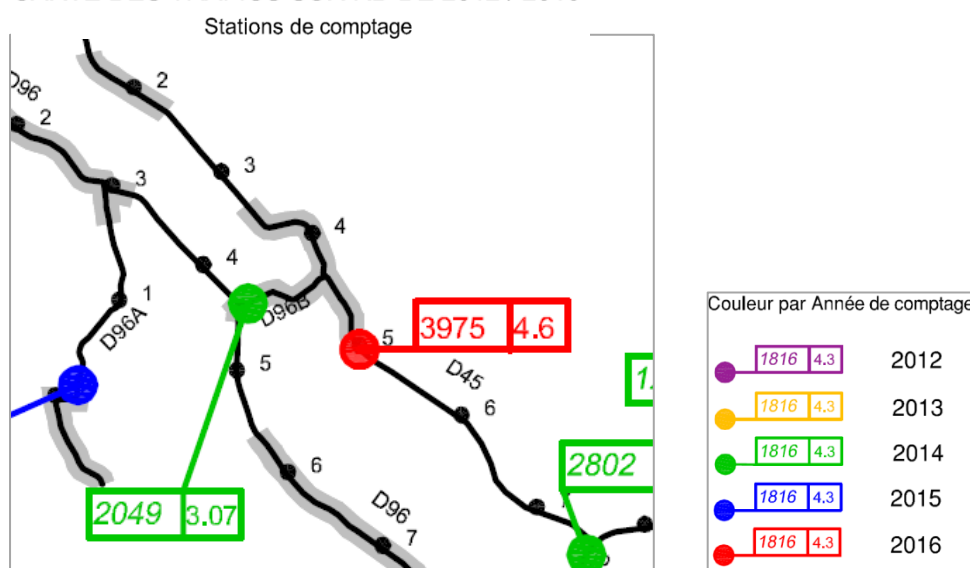 Stations de comptage
2
D96
2
3
3
4
4
1
D96B
D96A
3975 4.6
5
D45
5
6
2802
6
2049 3.07
D96
7
Couleur par Année de comptage
1816 4.3 2012
1816 4.3 2013
1816 4.3 2014
1816 4.3 2015
1816 4.3 2016